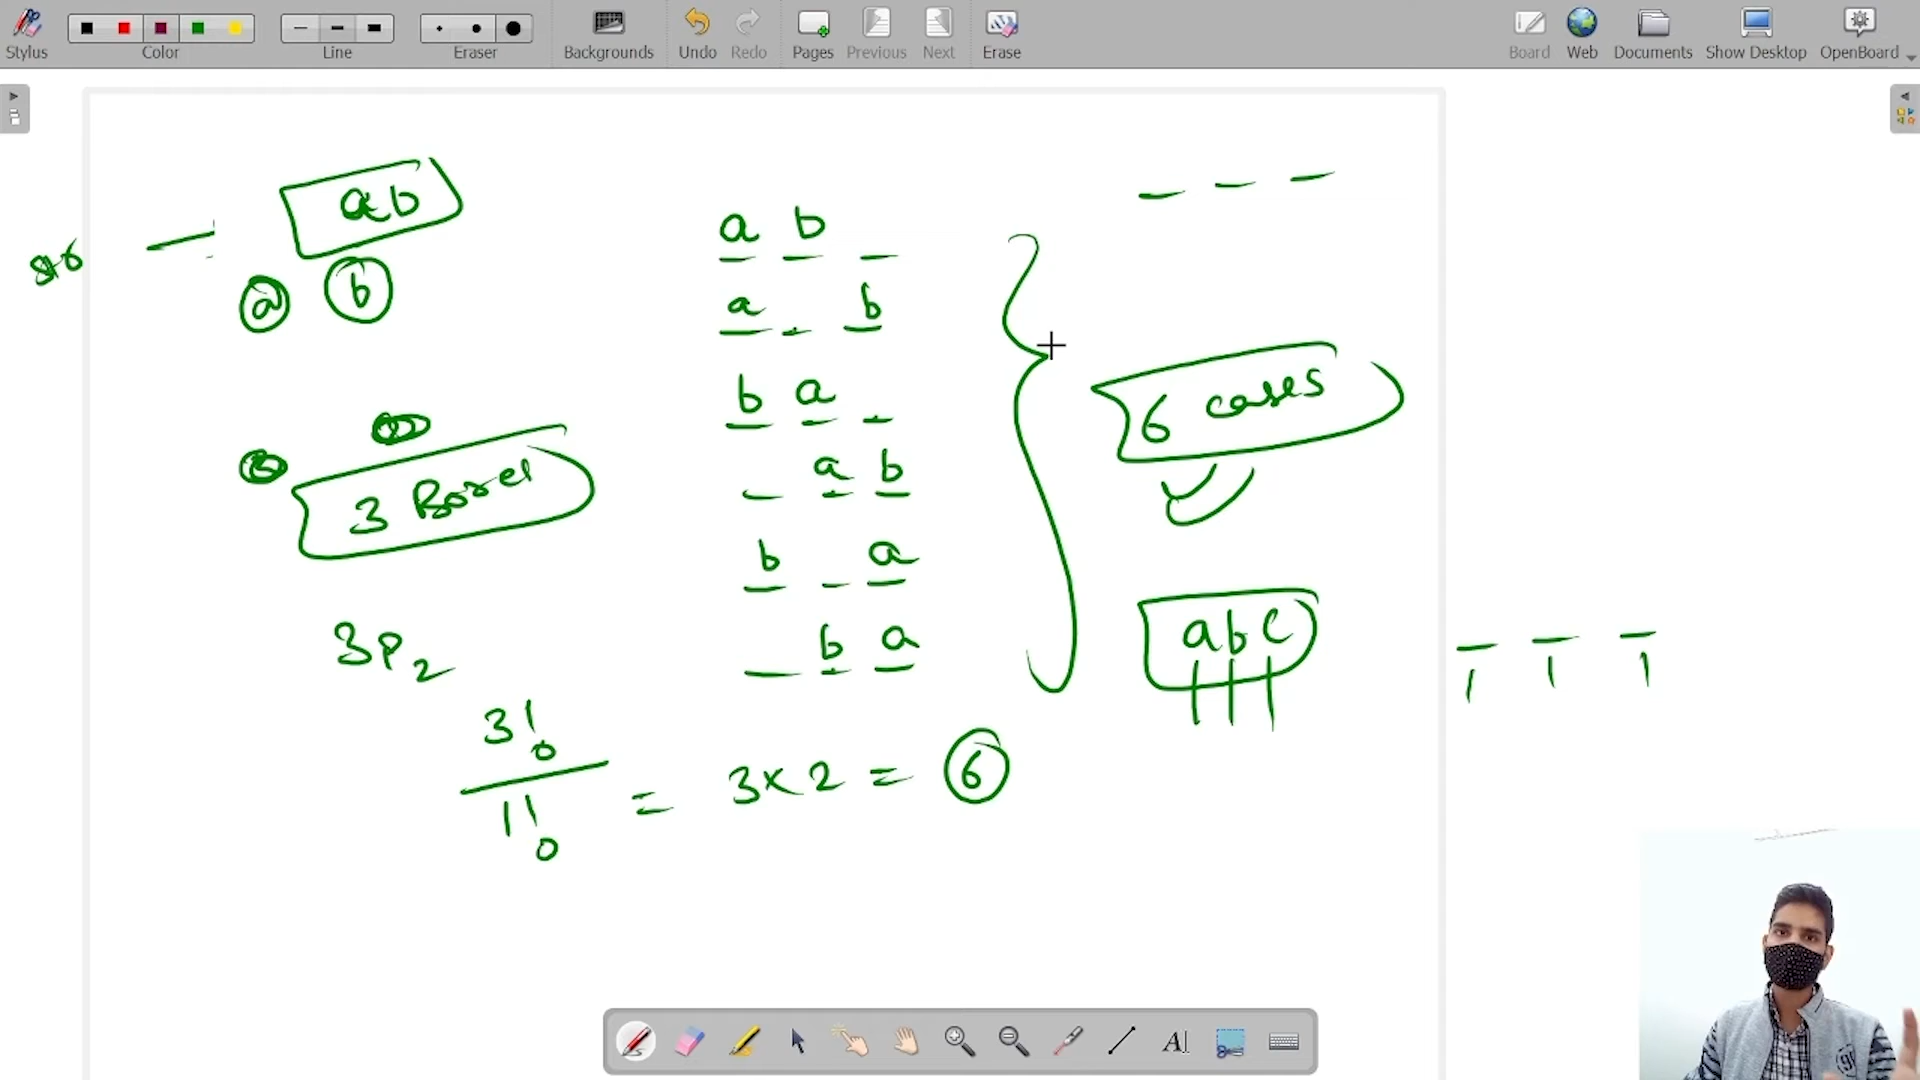 Stylus
Color
Line
Eraser
Backgrounds
Undo
Redo
Pages
Previous
Next
Erase
Board
Web
Documents
Show Desktop
OpenBoard
ab
a b
a b
a b
b a
a b
b a
b a
6 cases
3 Boxes
abc
3P2
3!
1!
= 3x2 = 6